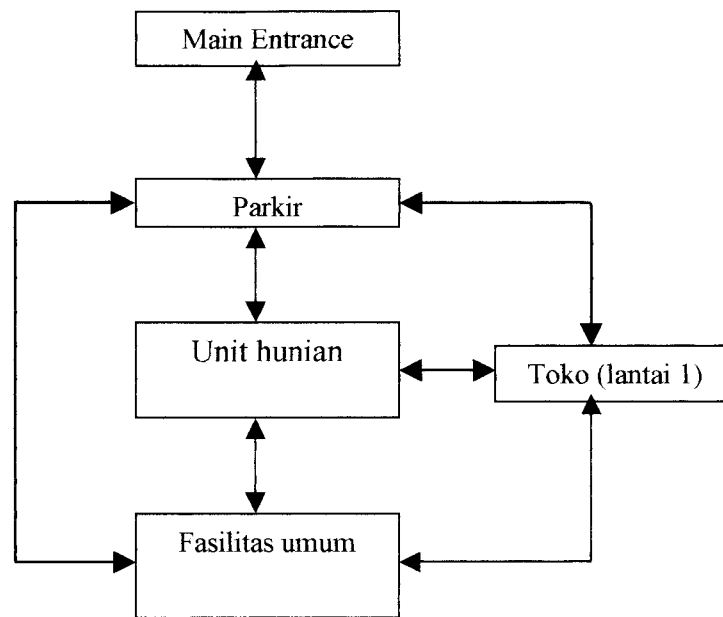 Main Entrance
Parkir
Unit hunian
Toko (lantai 1)
Fasilitas umum